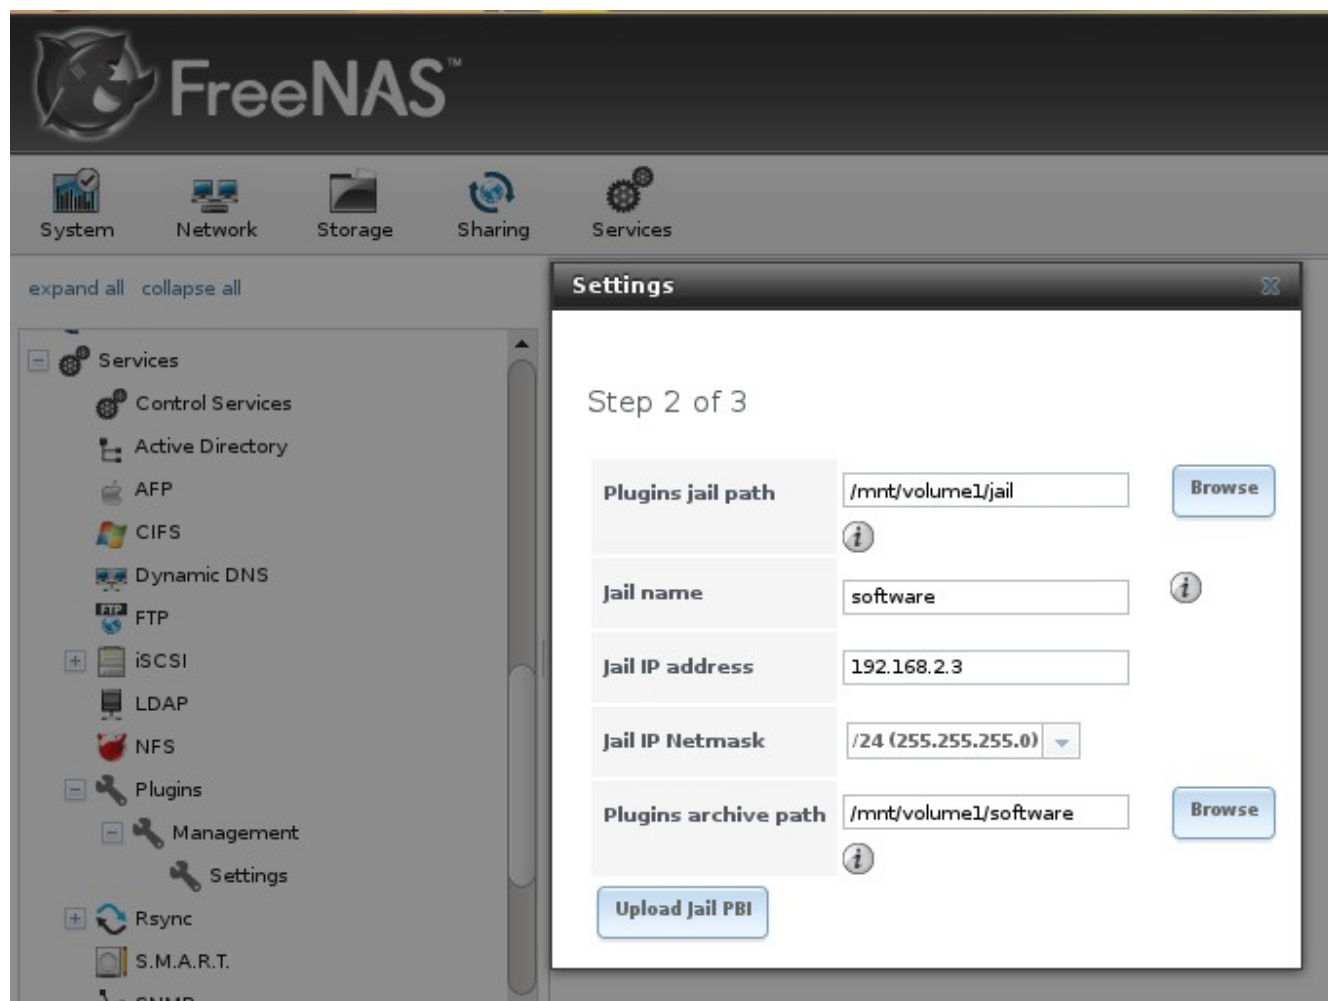 FreeNAS™
System Network Storage Sharing Services
expand all collapse all
Services
Control Services
Active Directory
AFP
CIFS
Dynamic DNS
FTP
FTP
iSCSI
LDAP
NFS
Plugins
Management
Settings
Rsync
S.M.A.R.T.
SNMP
Settings
Step 2 of 3
Plugins jail path /mnt/volume1/jail Browse
i
Jail name software i
Jail IP address 192.168.2.3
Jail IP Netmask /24 (255.255.255.0)
Plugins archive path /mnt/volume1/software Browse
i
Upload Jail PBI